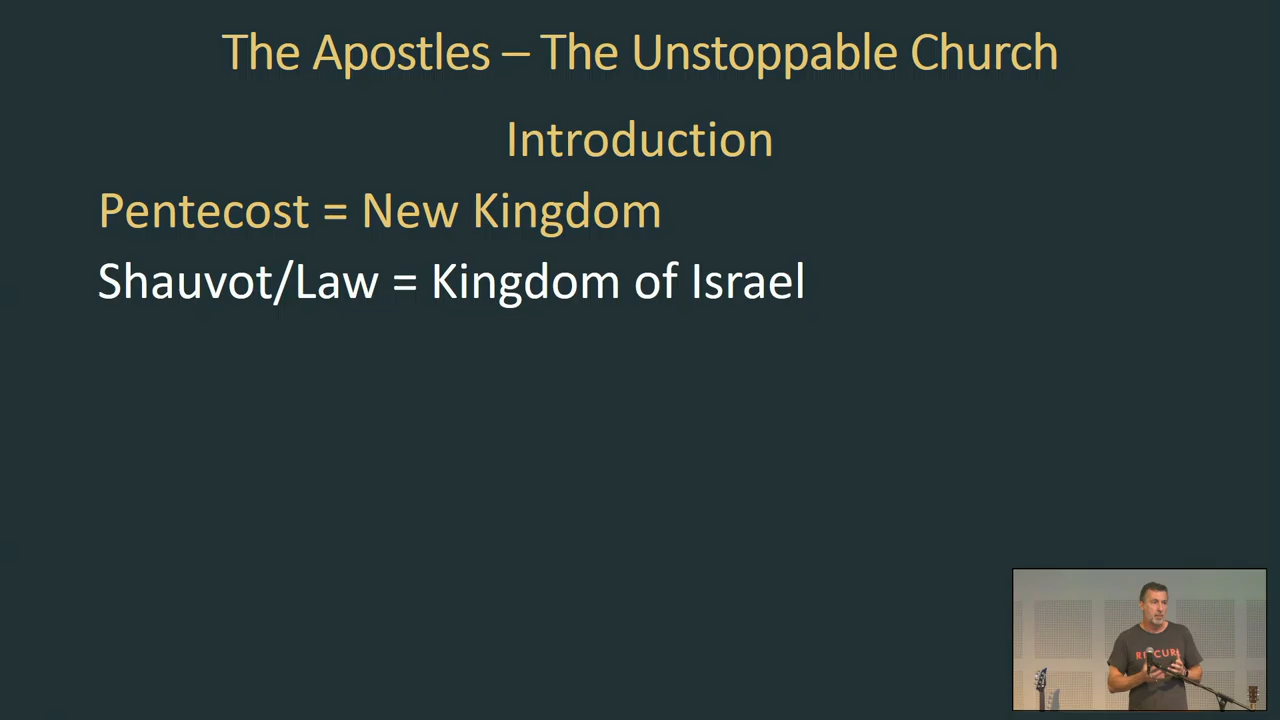 The Apostles – The Unstoppable Church
Introduction
Pentecost = New Kingdom
Shauvot/Law = Kingdom of Israel